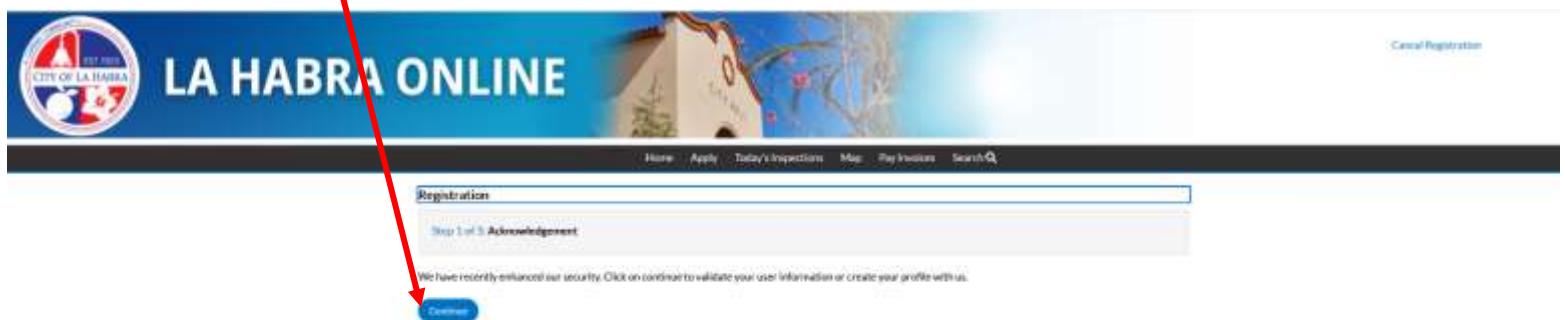 CITY OF LA HABRA
LA HABRA ONLINE
Cancel Registration
Home Apply Today's Inspections Map Pay Invoices Search
Registration
Step 1 of 3: Acknowledgement
We have recently enhanced our security. Click on continue to validate your user information or create your profile with us.
Continue